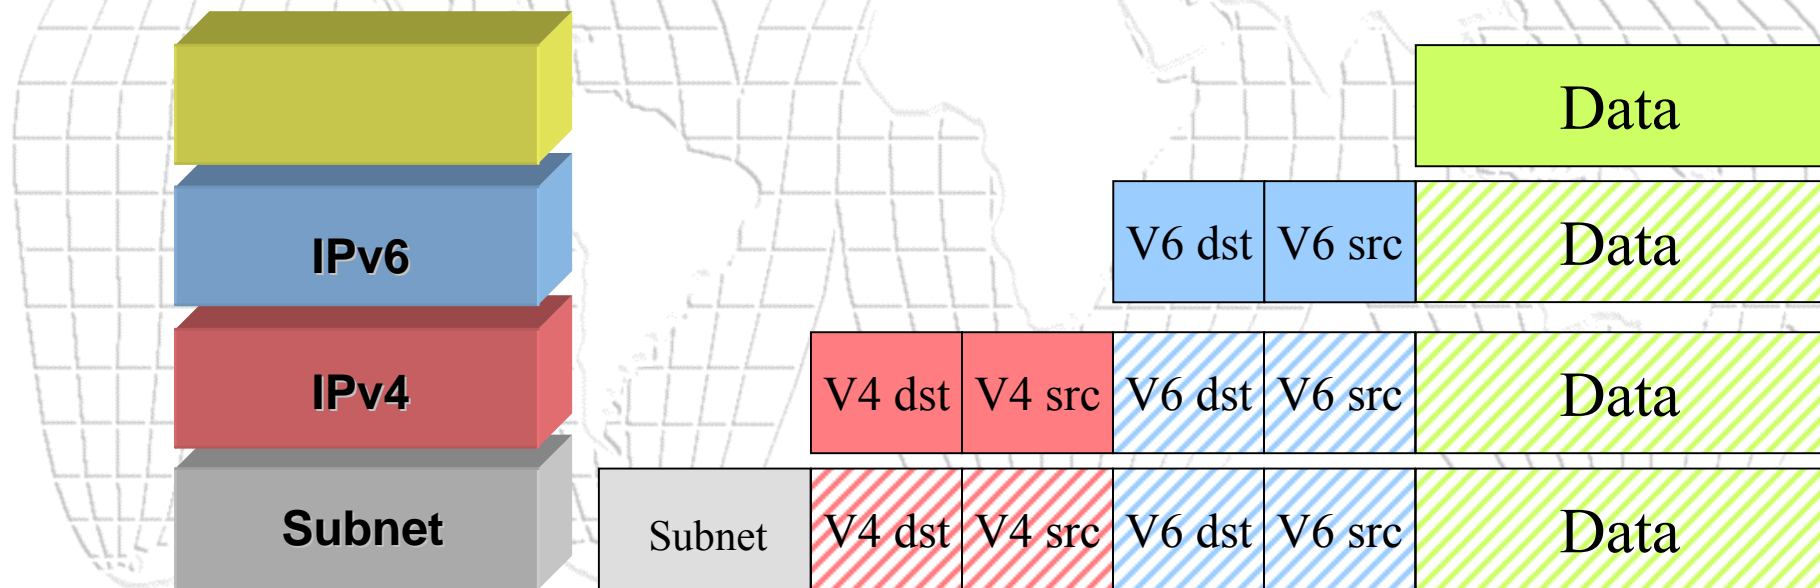 Data
IPv6 V6 dst V6 src Data
IPv4 V4 dst V4 src V6 dst V6 src Data
Subnet Subnet V4 dst V4 src V6 dst V6 src Data